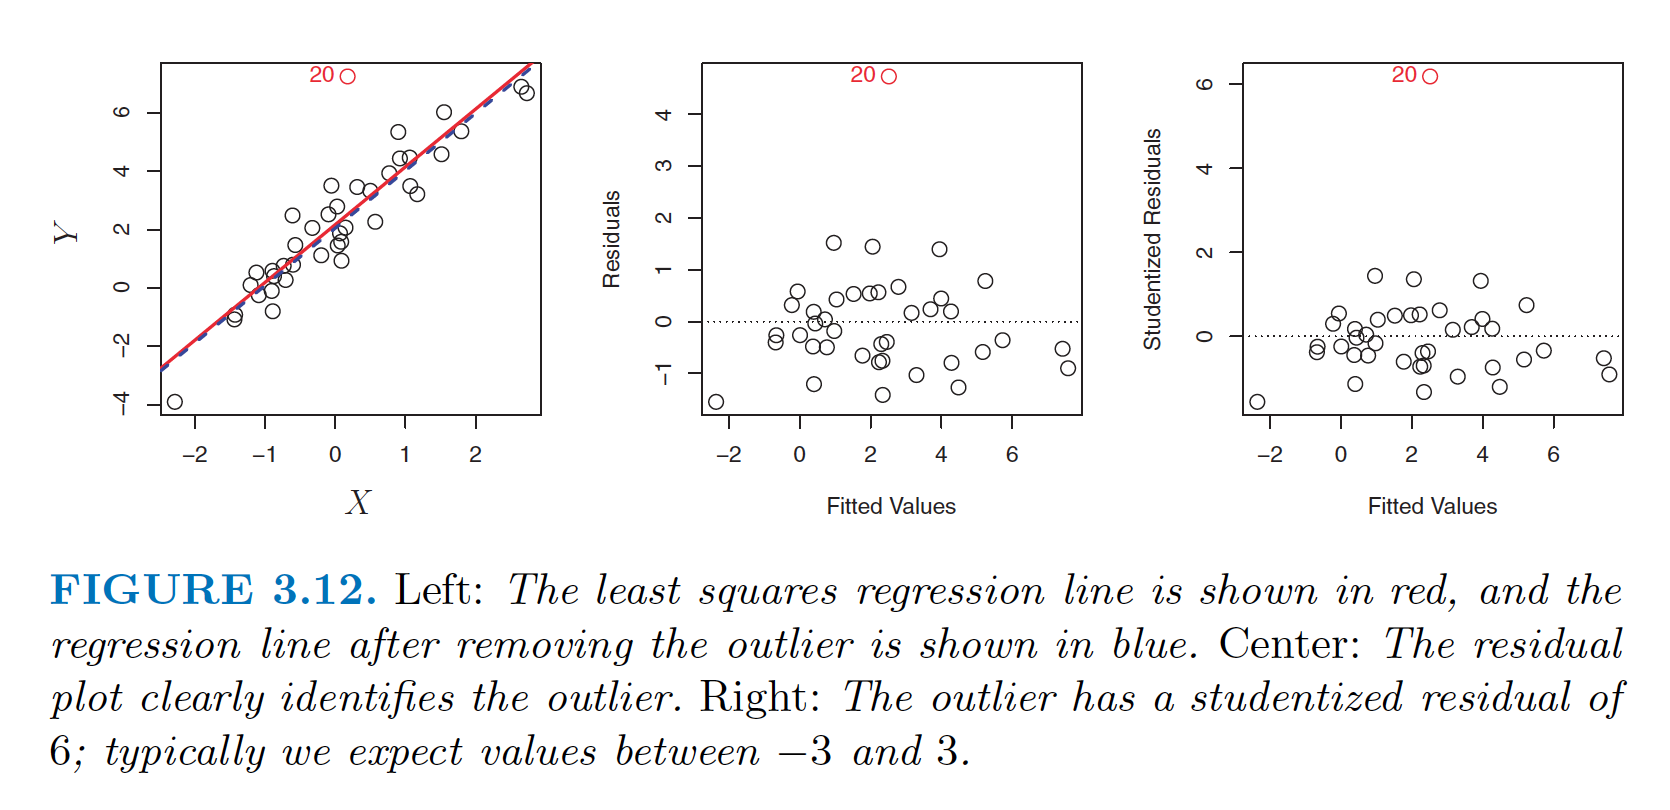 20
6
4
2
0
−2
−4
Y
−2 −1 0 1 2
X
20
4
3
2
1
0
−1
Residuals
−2 0 2 4 6
Fitted Values
20
6
4
2
0
Studentized Residuals
−2 0 2 4 6
Fitted Values
FIGURE 3.12. Left: The least squares regression line is shown in red, and the
regression line after removing the outlier is shown in blue. Center: The residual
plot clearly identifies the outlier. Right: The outlier has a studentized residual of
6; typically we expect values between −3 and 3.